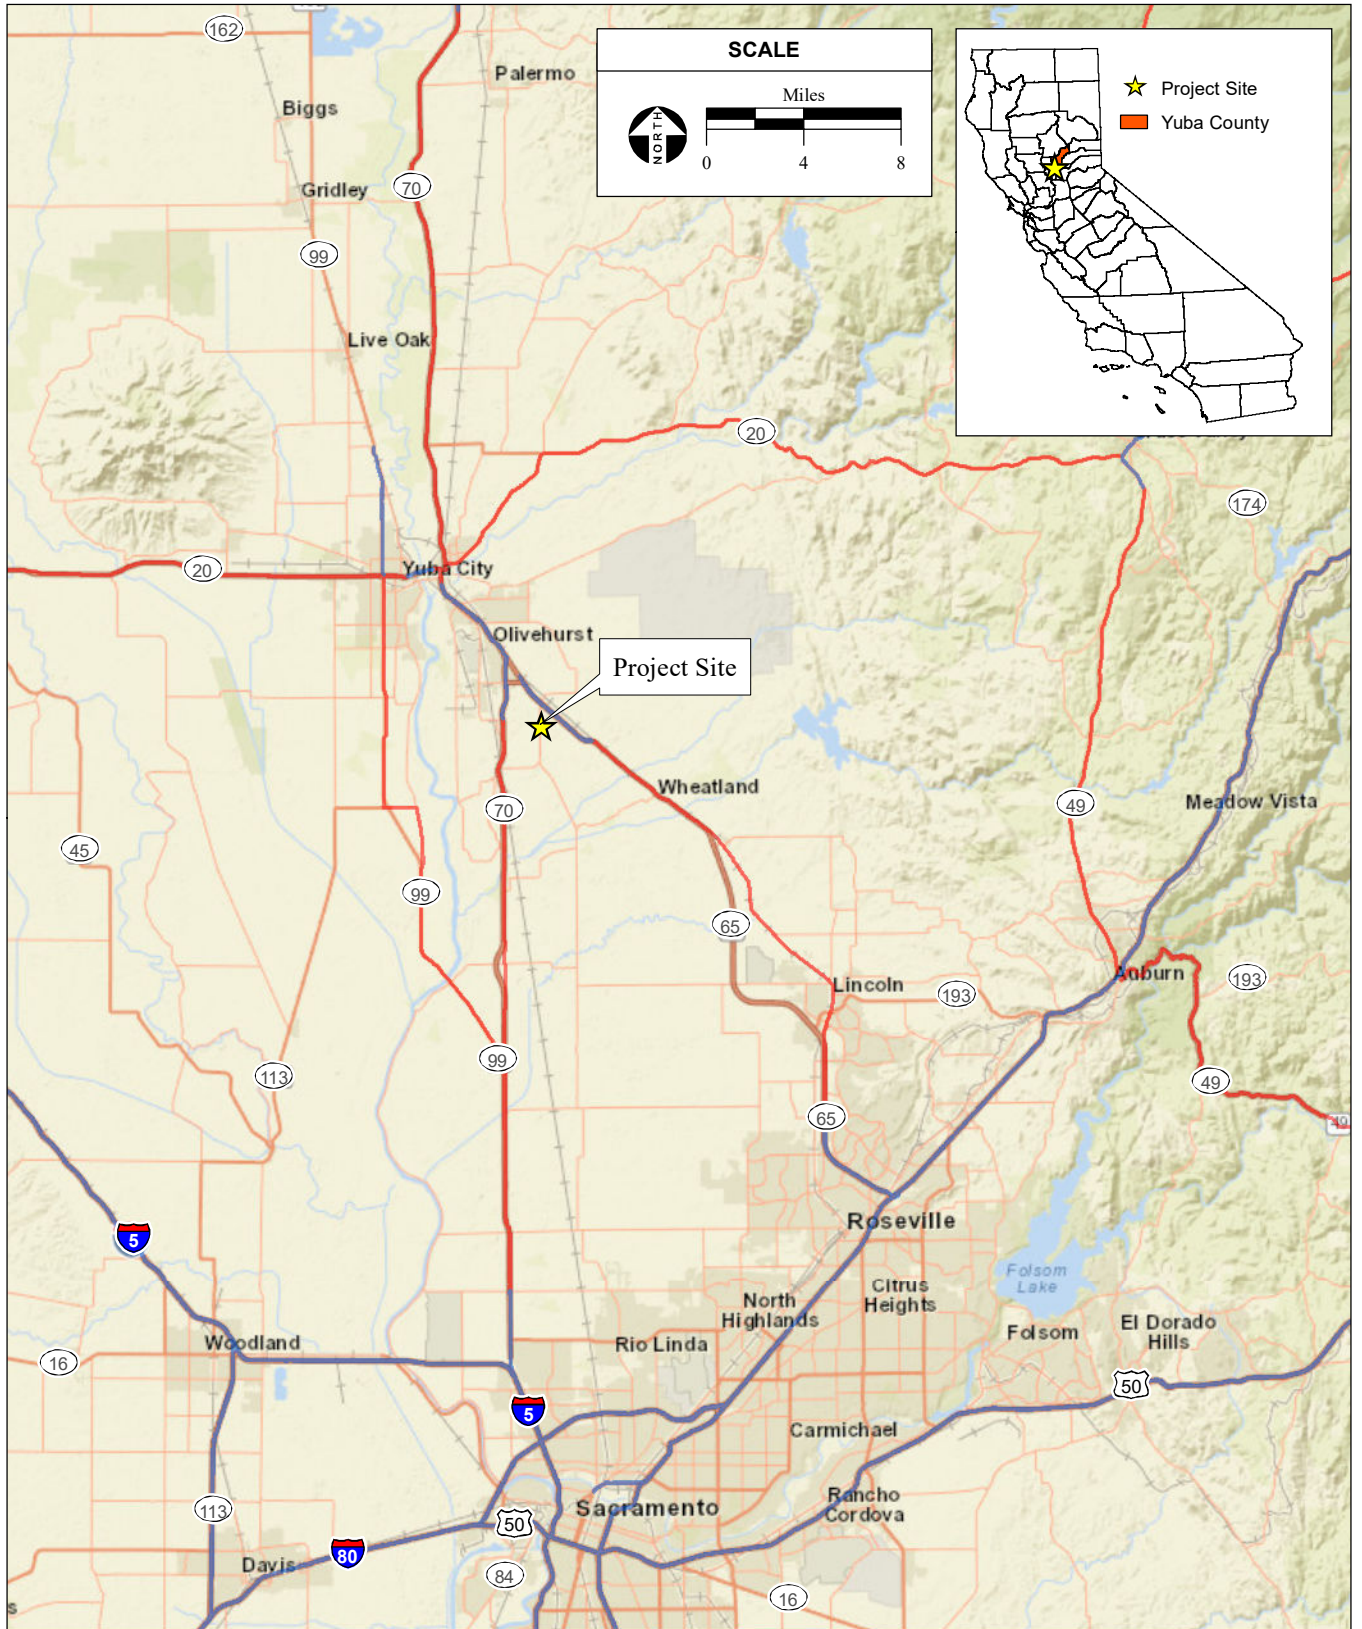 162
Palermo
Biggs
SCALE
Miles
NORTH
0
4
8
Project Site
Yuba County
Gridley
70
99
Live Oak
20
174
20
Yuba City
Olivehurst
Project Site
Wheatland
70
49
Meadow Vista
45
99
65
Auburn
193
Lincoln
193
99
113
49
65
49
5
Roseville
Folsom
Lake
Citrus
Heights
North
Highlands
El Dorado
Hills
Folsom
Rio Linda
Woodland
16
50
5
Carmichael
Rancho
Cordova
Sacramento
113
50
80
Davis
84
16
s